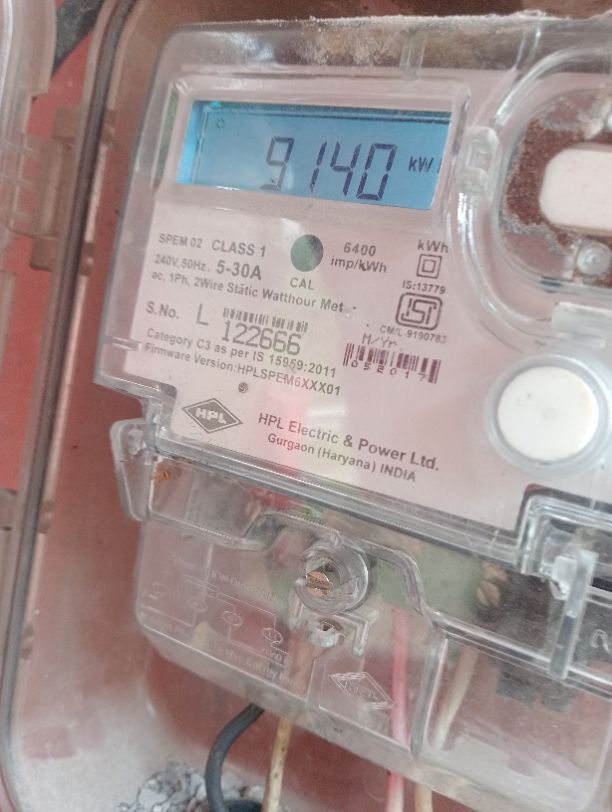 9140 kW
SPEM 02 CLASS 1
6400
imp/kWh
kWh
240V, 50Hz, 5-30A
CAL
IS:13779
ac, 1Ph, 2Wire Static Watthour Met
CM/L-9190783
S.No. L 122666
M/Yr.
052017
Category C3 as per IS 15959:2011
Firmware Version:HPLSPEM6XXX01
HPL
HPL Electric & Power Ltd.
Gurgaon (Haryana) INDIA